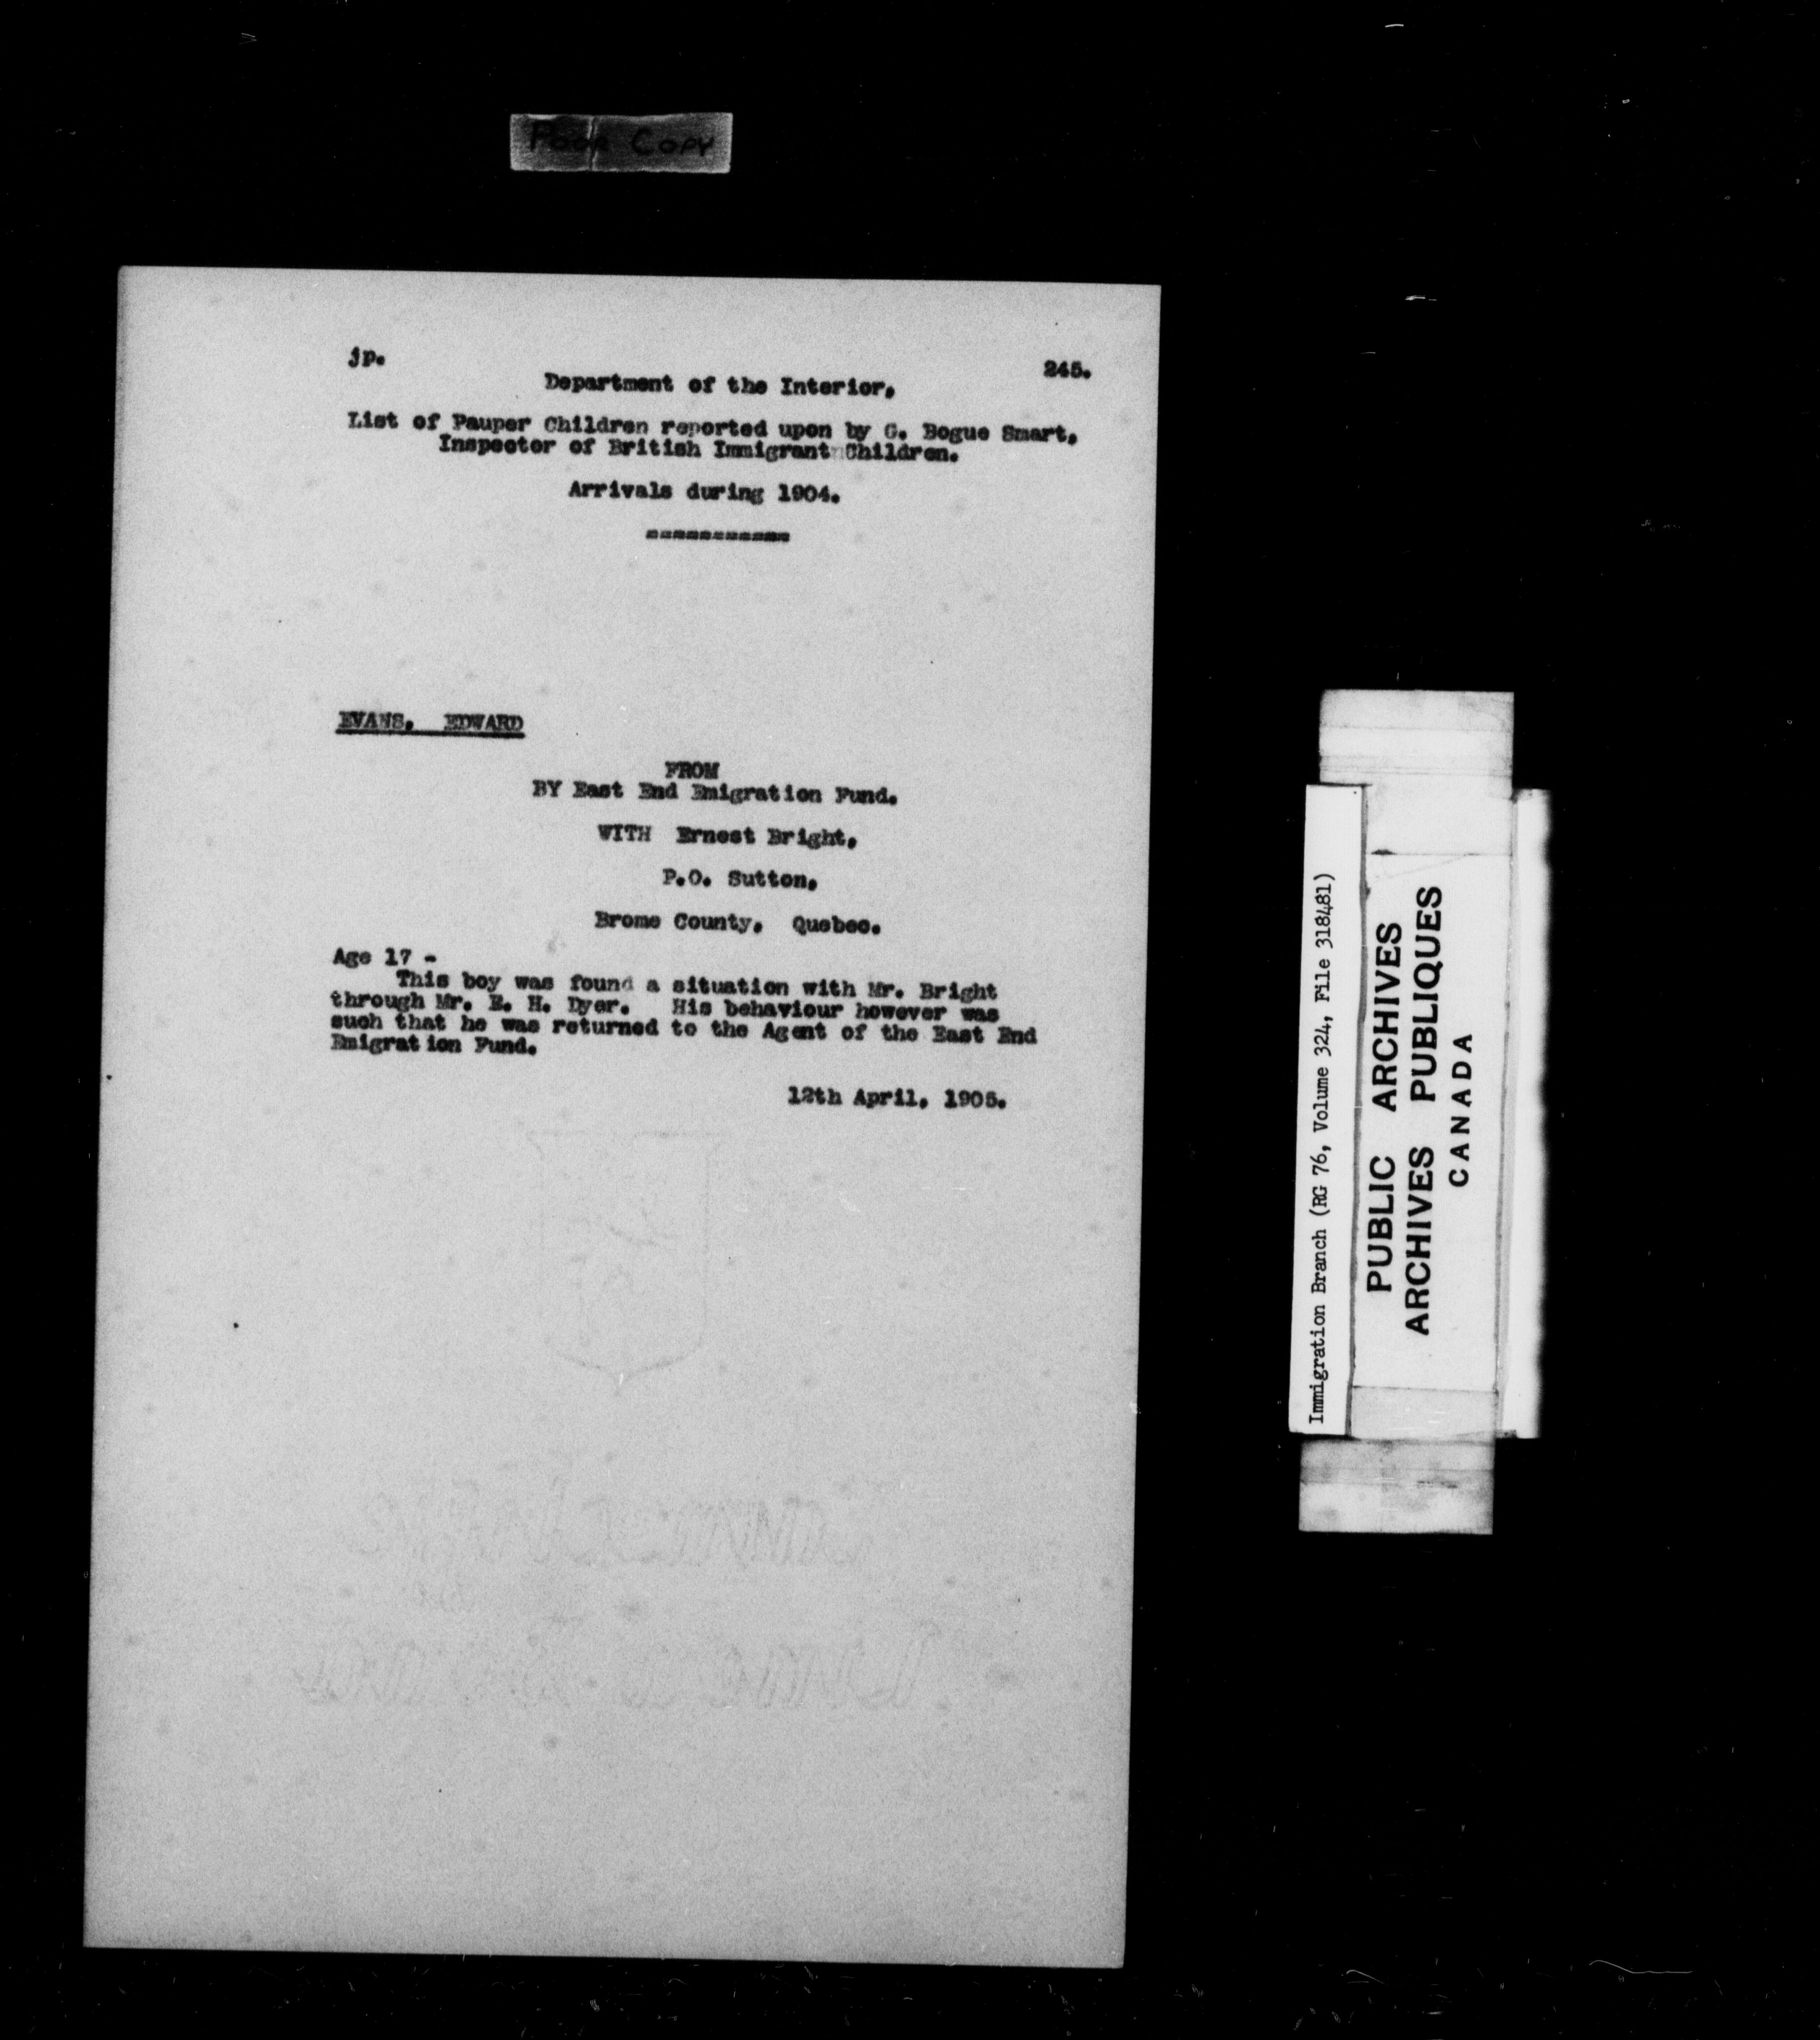 Poor Copy
jp.
245.
Department of the Interior,
List of Pauper Children reported upon by G. Bogue Smart,
Inspector of British Immigrant Children.
Arrivals during 1904.
EVANS, EDWARD
FROM
BY East End Emigration Fund.
WITH Ernest Bright,
P.O. Sutton,
Brome County, Quebec.
Age 17 -
This boy was found a situation with Mr. Bright
through Mr. E. H. Dyer. His behaviour however was
such that he was returned to the Agent of the East End
Emigration Fund.
12th April, 1905.
Immigration Branch (RG 76, Volume 324, File 318481)
PUBLIC ARCHIVES
ARCHIVES PUBLIQUES
CANADA